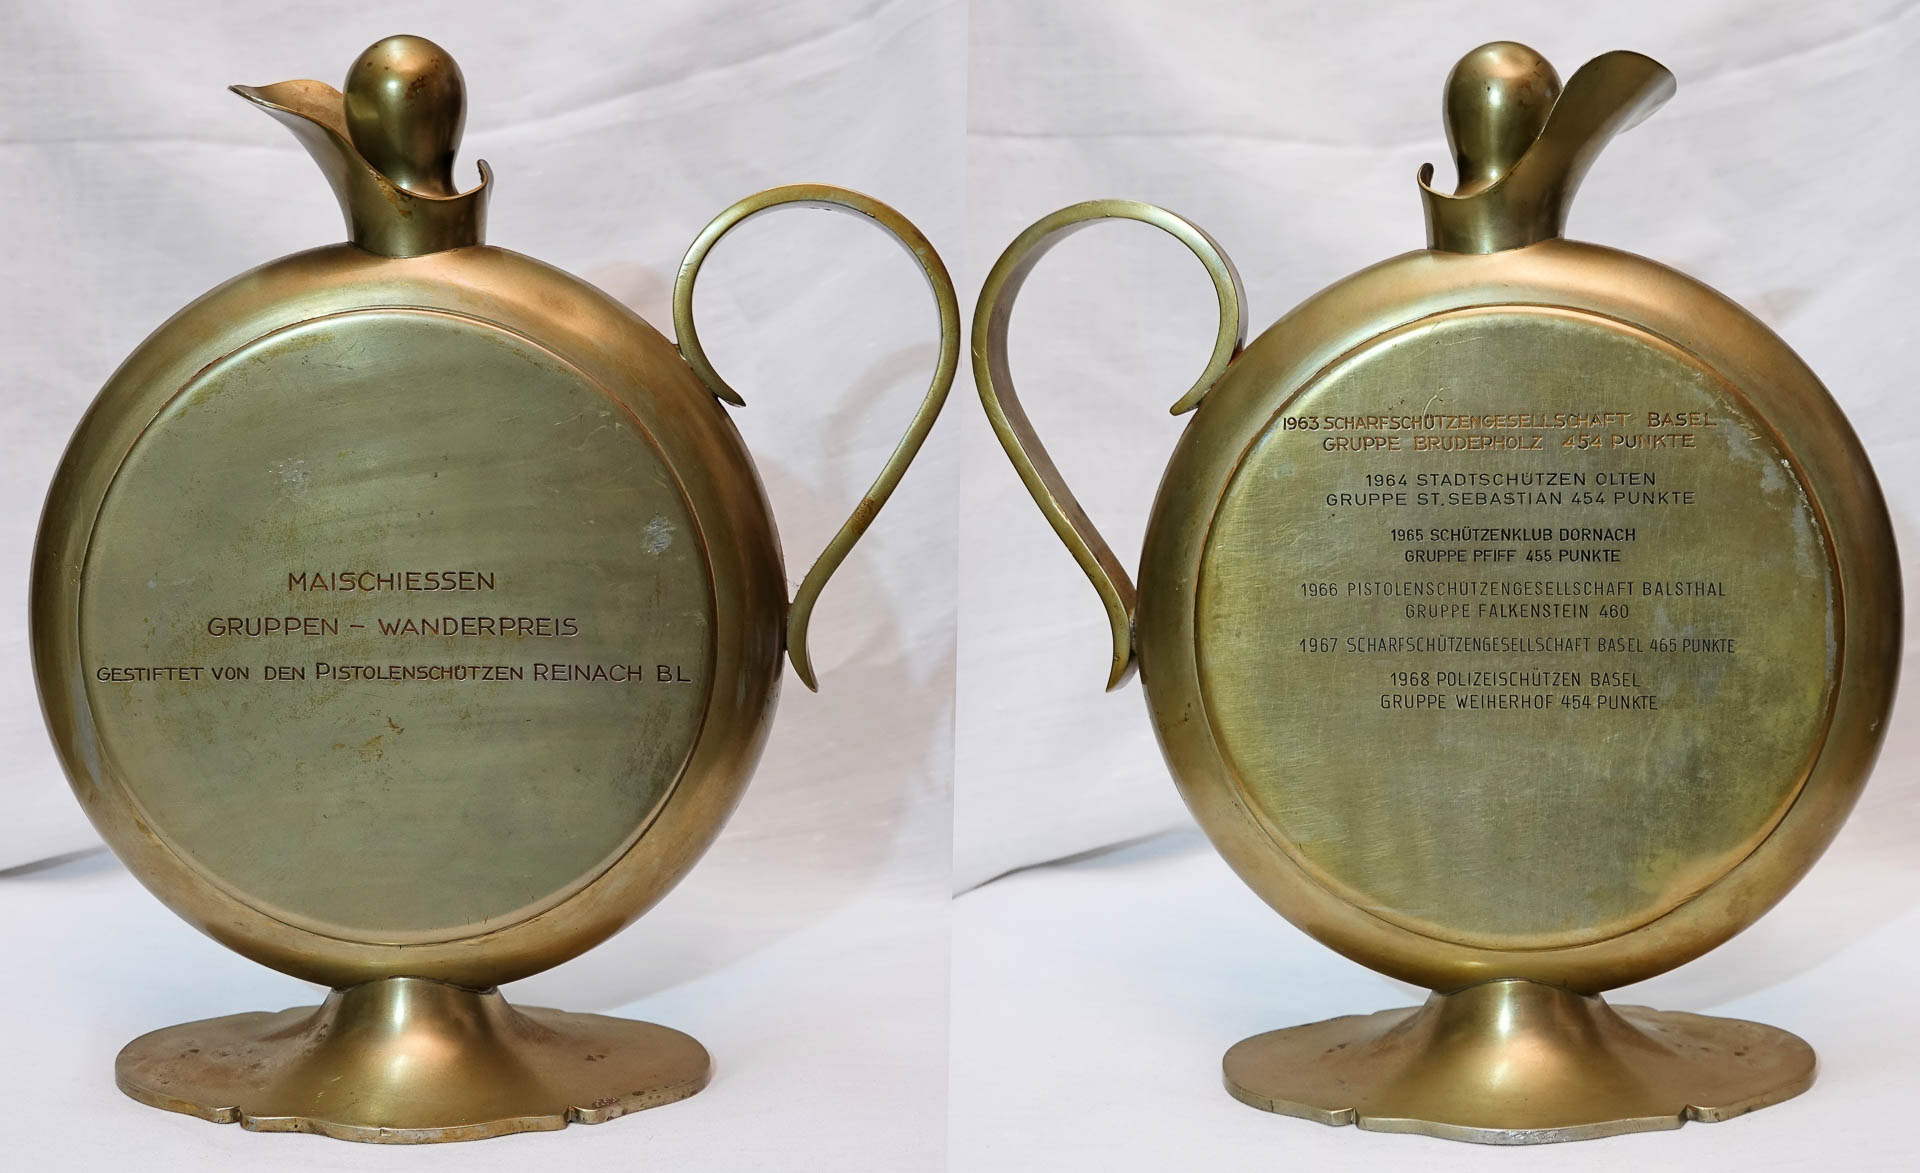 MAISCHIESSEN
GRUPPEN – WANDERPREIS
GESTIFTET VON DEN PISTOLENSCHÜTZEN REINACH BL
1963 SCHARFSCHÜTZENGESELLSCHAFT BASEL
GRUPPE BRUDERHOLZ 454 PUNKTE
1964 STADTSCHÜTZEN OLTEN
GRUPPE ST. SEBASTIAN 454 PUNKTE
1965 SCHÜTZENKLUB DORNACH
GRUPPE PFIFF 455 PUNKTE
1966 PISTOLENSCHÜTZENGESELLSCHAFT BALSTHAL
GRUPPE FALKENSTEIN 460
1967 SCHARFSCHÜTZENGESELLSCHAFT BASEL 465 PUNKTE
1968 POLIZEISCHÜTZEN BASEL
GRUPPE WEIHERHOF 454 PUNKTE